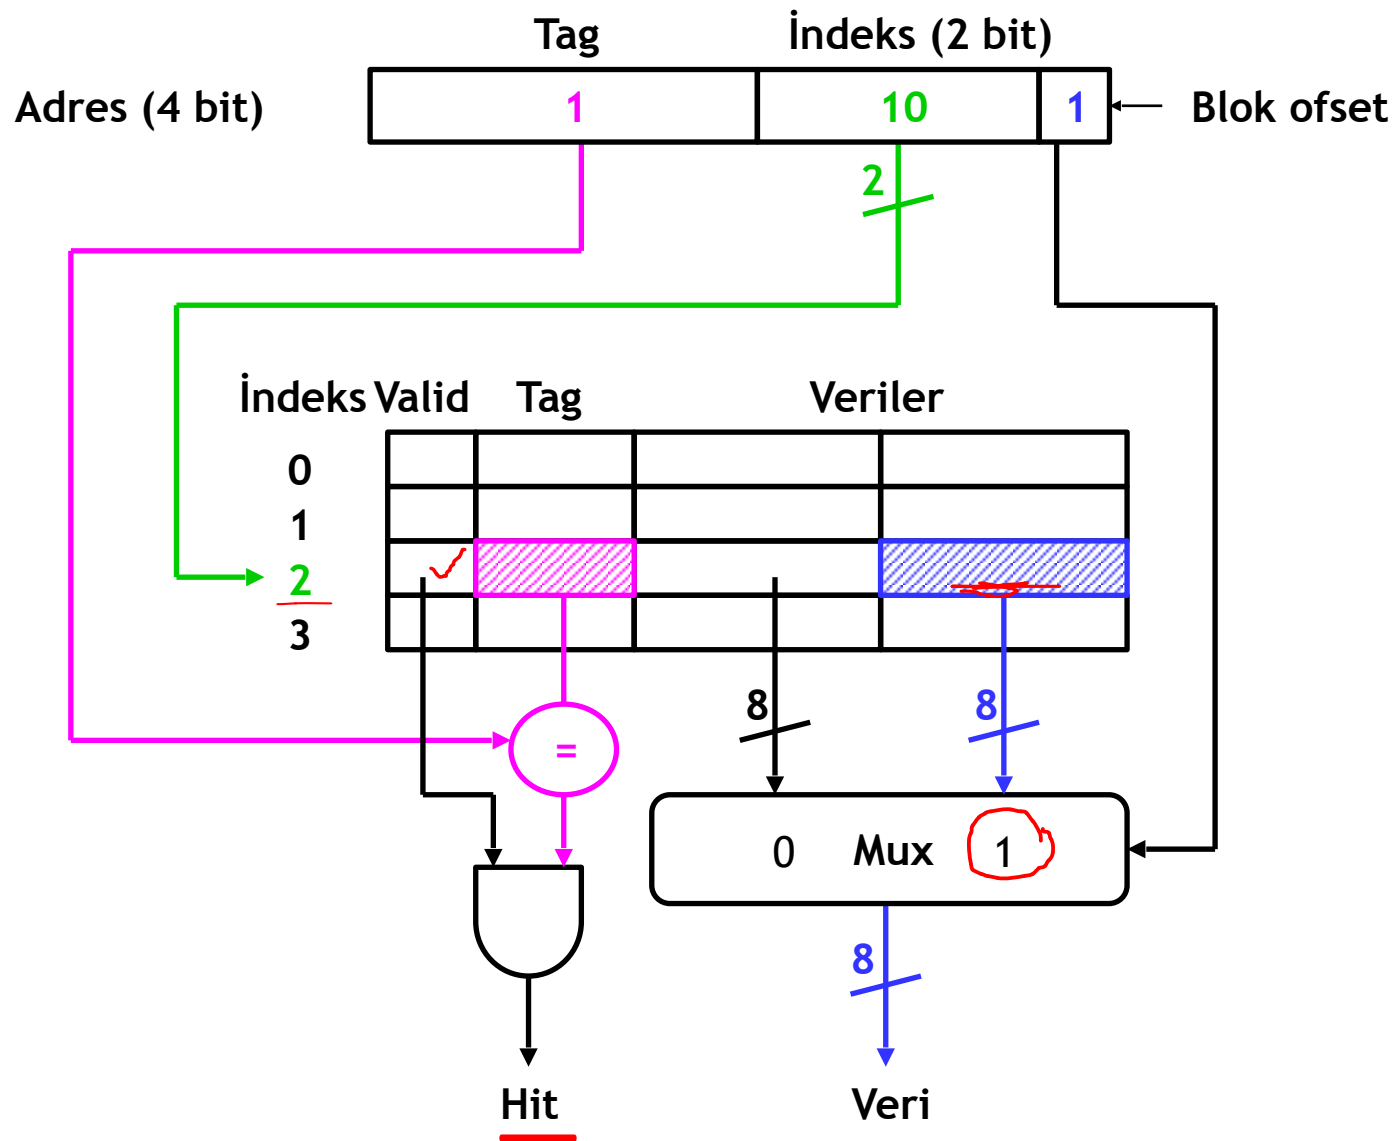 Tag İndeks (2 bit)
Adres (4 bit) 1 10 1 Blok ofset
2
İndeks Valid Tag Veriler
0
1
2
3
8 8
=
0 Mux 1
8
Hit Veri